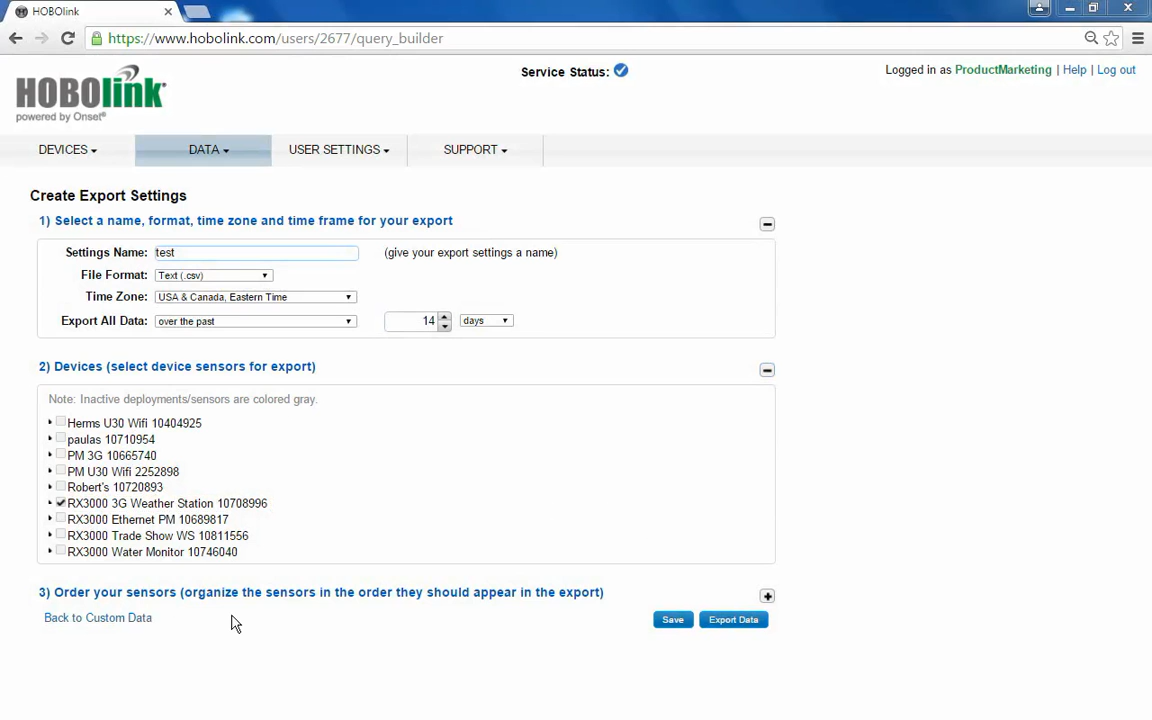 HOBOlink
https://www.hobolink.com/users/2677/query_builder
HOBOlink
powered by Onset®
Service Status:
Logged in as ProductMarketing | Help | Log out
DEVICES DATA USER SETTINGS SUPPORT
Create Export Settings
1) Select a name, format, time zone and time frame for your export
Settings Name: test (give your export settings a name)
File Format: Text (.csv)
Time Zone: USA & Canada, Eastern Time
Export All Data: over the past 14 days
2) Devices (select device sensors for export)
Note: Inactive deployments/sensors are colored gray.
Herms U30 Wifi 10404925
paulas 10710954
PM 3G 10665740
PM U30 Wifi 2252898
Robert's 10720893
RX3000 3G Weather Station 10708996
RX3000 Ethernet PM 10689817
RX3000 Trade Show WS 10811556
RX3000 Water Monitor 10746040
3) Order your sensors (organize the sensors in the order they should appear in the export)
Back to Custom Data
Save Export Data